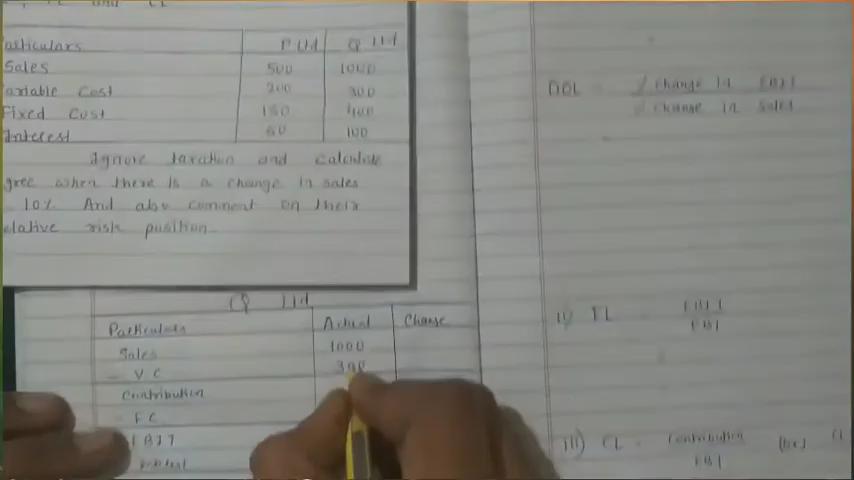 Particulars P Ltd Q Ltd
Sales 500 1000
Variable Cost 200 300
Fixed Cost 150 400
Interest 100
Ignore taxation and calculate
gree when there is a change in sales
10% And also comment on their
elative risk position
Q Ltd
Particulars Actual Change
Sales 1000
- VC 300
Contribution
- FC
EBIT
DOL = % change in EBIT
% change in Sales
ii) FL = EBIT
EBT
iii) CL = Contribution (or)
EBT